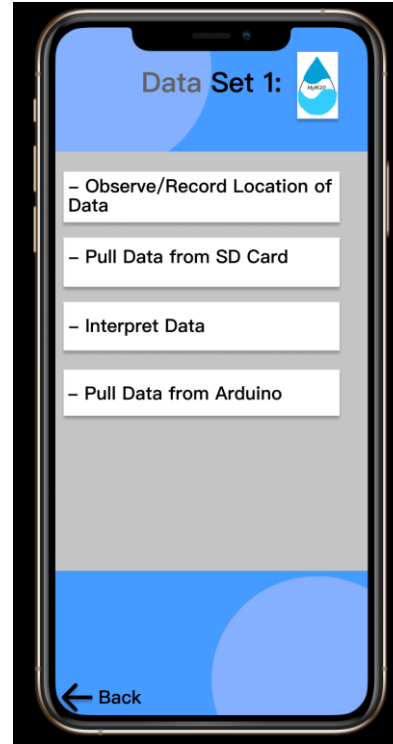 Data Set 1:
MyH2O
– Observe/Record Location of
Data
– Pull Data from SD Card
– Interpret Data
– Pull Data from Arduino
Back